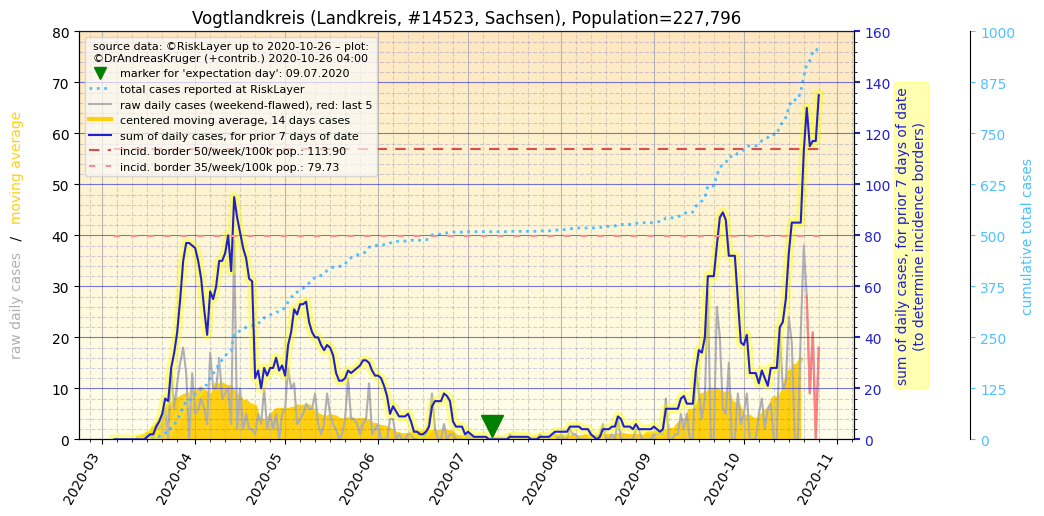 Vogtlandkreis (Landkreis, #14523, Sachsen), Population=227,796
source data: ©RiskLayer up to 2020-10-26 – plot:
©DrAndreasKruger (+contrib.) 2020-10-26 04:00
marker for 'expectation day': 09.07.2020
total cases reported at RiskLayer
raw daily cases (weekend-flawed), red: last 5
centered moving average, 14 days cases
sum of daily cases, for prior 7 days of date
incid. border 50/week/100k pop.: 113.90
incid. border 35/week/100k pop.: 79.73
raw daily cases / moving average
80
70
60
50
40
30
20
10
0
2020-03
2020-04
2020-05
2020-06
2020-07
2020-08
2020-09
2020-10
2020-11
160
140
120
100
80
60
40
20
0
sum of daily cases, for prior 7 days of date
(to determine incidence borders)
1000
875
750
625
500
375
250
125
0
cumulative total cases